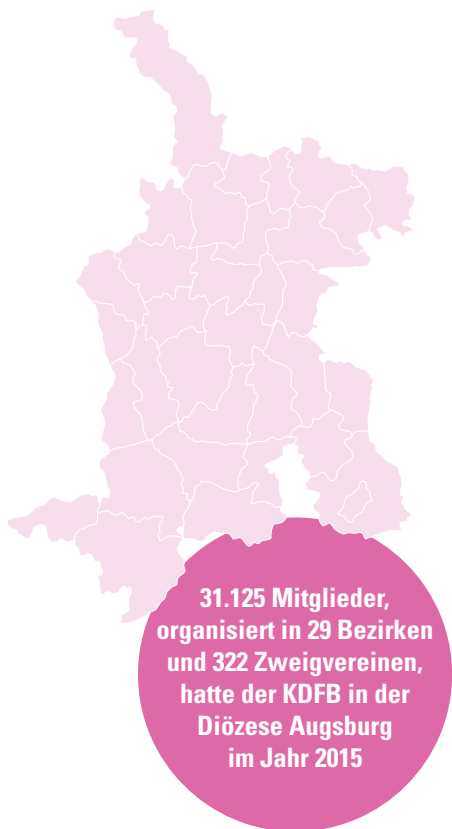 31.125 Mitglieder,
organisiert in 29 Bezirken
und 322 Zweigvereinen,
hatte der KDFB in der
Diözese Augsburg
im Jahr 2015